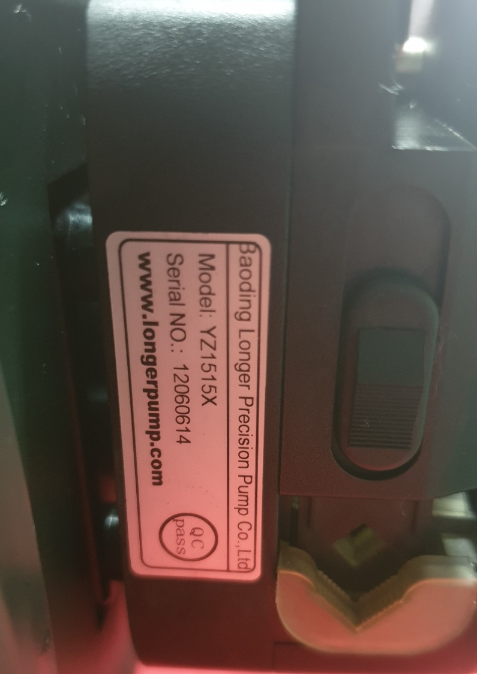 Baoding Longer Precision Pump Co.,Ltd
Model: YZ1515X
Serial NO.: 12060614
www.longerpump.com
QC
pass